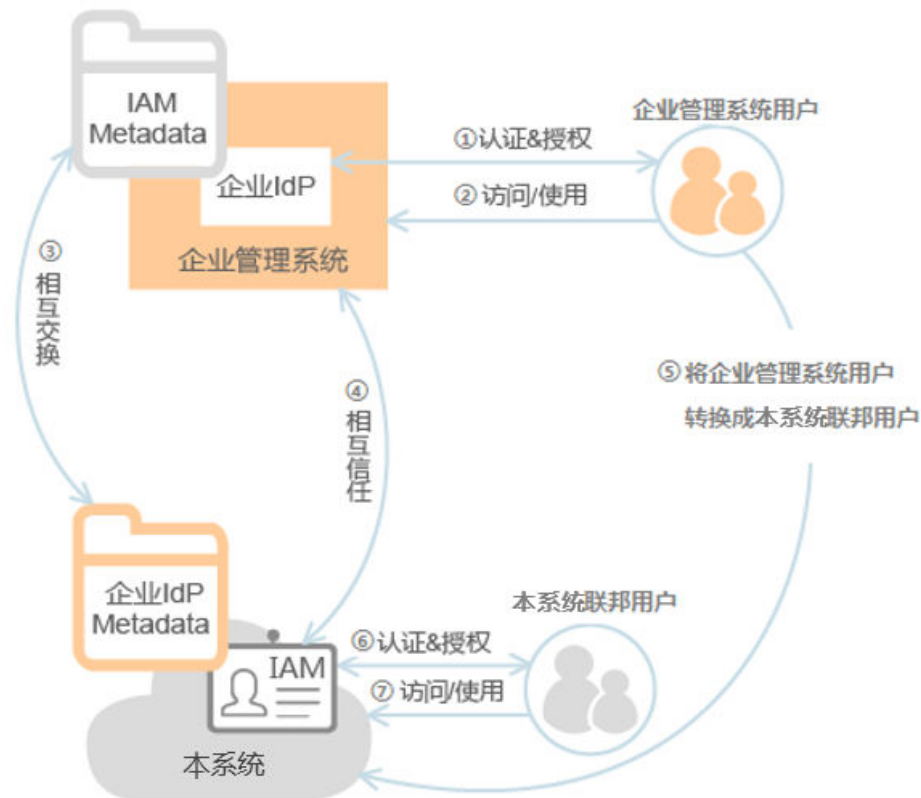 IAM
Metadata
企业IdP
企业管理系统
①认证&授权
②访问/使用
企业管理系统用户
③
相互交换
④
相互信任
⑤将企业管理系统用户
转换成本系统联邦用户
企业IdP
Metadata
IAM
本系统
⑥认证&授权
⑦访问/使用
本系统联邦用户